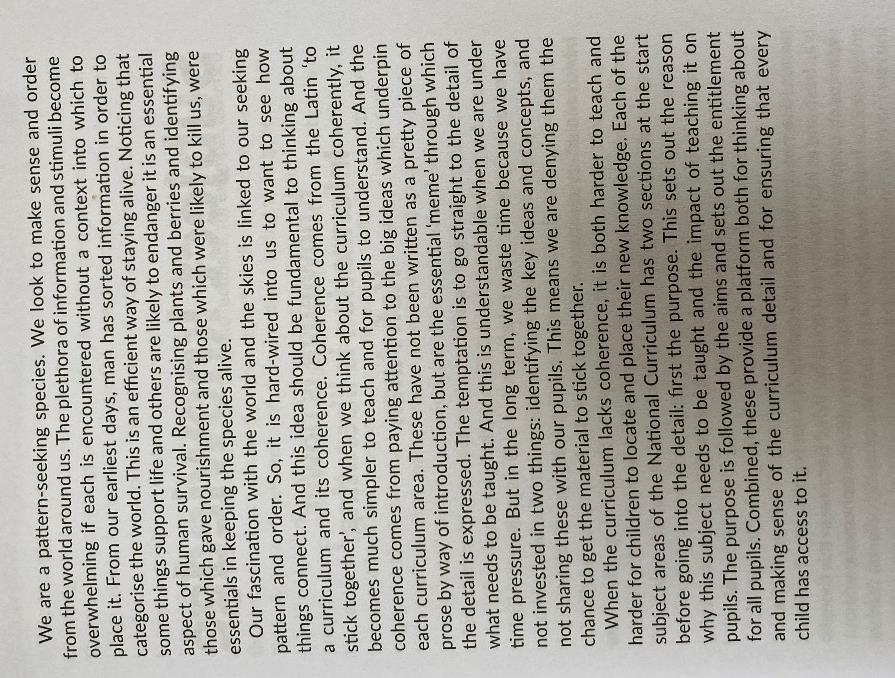 We are a pattern-seeking species. We look to make sense and order
from the world around us. The plethora of information and stimuli become
overwhelming if each is encountered without a context into which to
place it. From our earliest days, man has sorted information in order to
categorise the world. This is an efficient way of staying alive. Noticing that
some things support life and others are likely to endanger it is an essential
aspect of human survival. Recognising plants and berries and identifying
those which gave nourishment and those which were likely to kill us, were
essentials in keeping the species alive.
Our fascination with the world and the skies is linked to our seeking
pattern and order. So, it is hard-wired into us to want to see how
things connect. And this idea should be fundamental to thinking about
a curriculum and its coherence. Coherence comes from the Latin 'to
stick together', and when we think about the curriculum coherently, it
becomes much simpler to teach and for pupils to understand. And the
coherence comes from paying attention to the big ideas which underpin
each curriculum area. These have not been written as a pretty piece of
prose by way of introduction, but are the essential 'meme' through which
the detail is expressed. The temptation is to go straight to the detail of
what needs to be taught. And this is understandable when we are under
time pressure. But in the long term, we waste time because we have
not invested in two things: identifying the key ideas and concepts, and
not sharing these with our pupils. This means we are denying them the
chance to get the material to stick together.
When the curriculum lacks coherence, it is both harder to teach and
harder for children to locate and place their new knowledge. Each of the
subject areas of the National Curriculum has two sections at the start
before going into the detail: first the purpose. This sets out the reason
why this subject needs to be taught and the impact of teaching it on
pupils. The purpose is followed by the aims and sets out the entitlement
for all pupils. Combined, these provide a platform both for thinking about
and making sense of the curriculum detail and for ensuring that every
child has access to it.